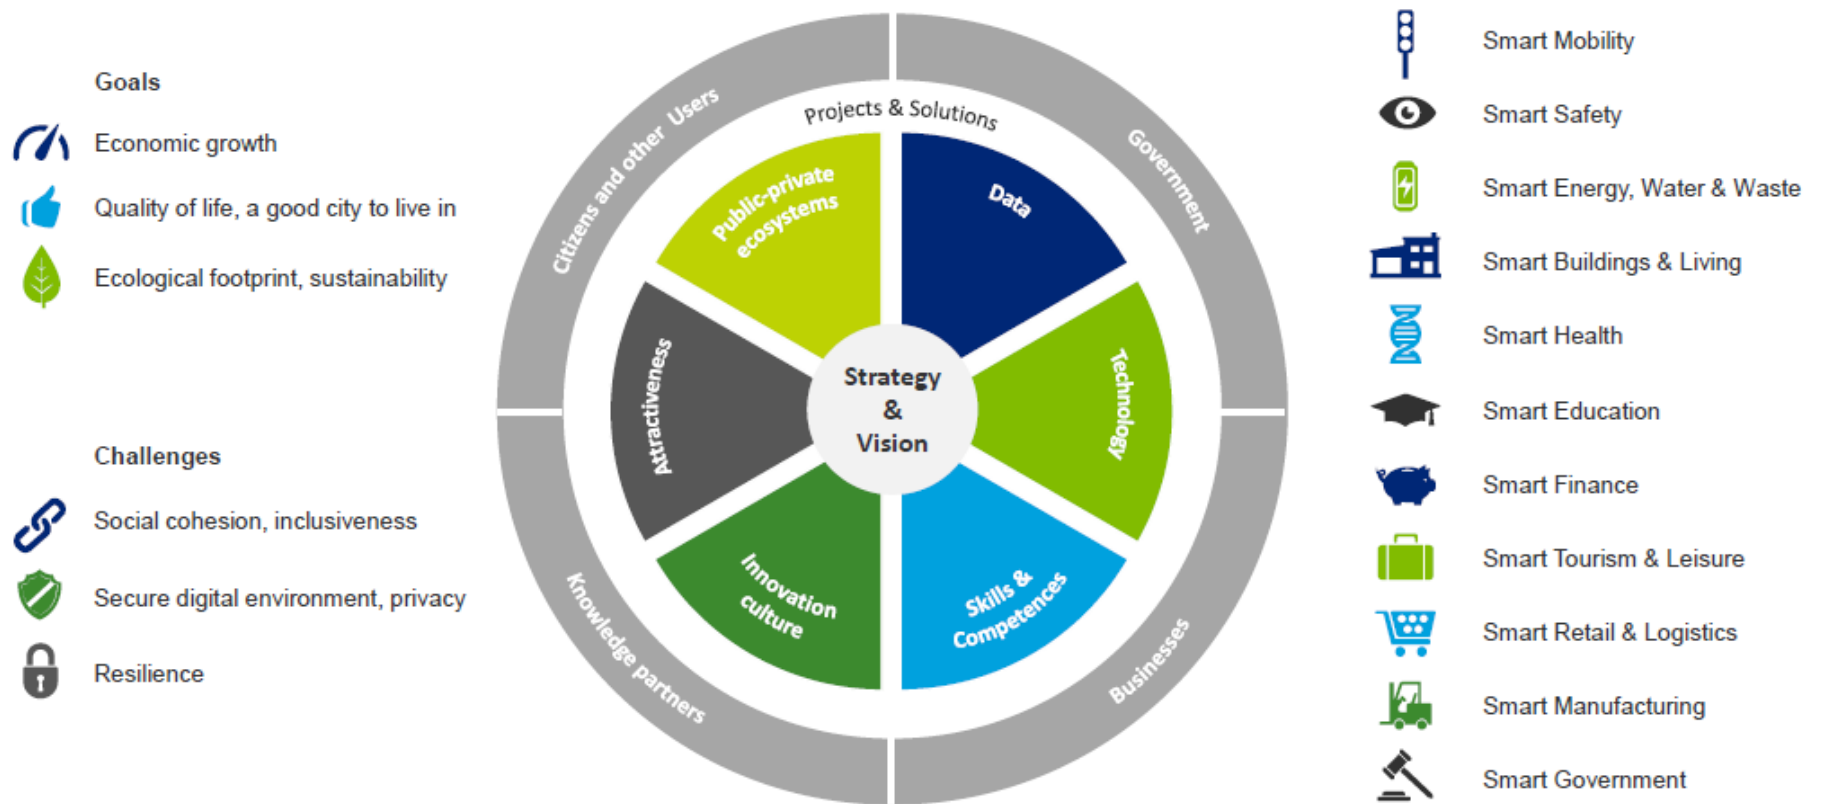 Goals
Economic growth
Quality of life, a good city to live in
Ecological footprint, sustainability
Challenges
Social cohesion, inclusiveness
Secure digital environment, privacy
Resilience
Citizens and other Users
Government
Businesses
Knowledge partners
Projects & Solutions
Public-private
ecosystems
Data
Technology
Skills &
Competences
Innovation
culture
Attractiveness
Strategy
&
Vision
Smart Mobility
Smart Safety
Smart Energy, Water & Waste
Smart Buildings & Living
Smart Health
Smart Education
Smart Finance
Smart Tourism & Leisure
Smart Retail & Logistics
Smart Manufacturing
Smart Government